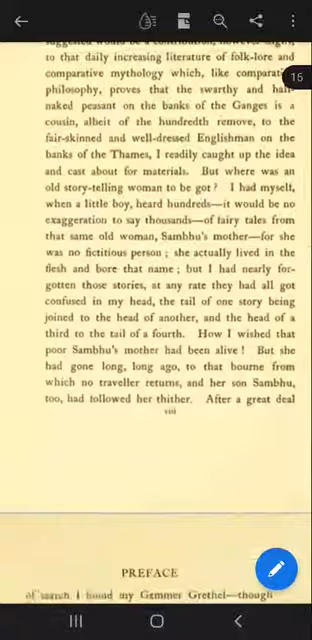 suggested would be a contribution, however slight,
to that daily increasing literature of folk-lore and
comparative mythology which, like comparative
philosophy, proves that the swarthy and half-
naked peasant on the banks of the Ganges is a
cousin, albeit of the hundredth remove, to the
fair-skinned and well-dressed Englishman on the
banks of the Thames, I readily caught up the idea
and cast about for materials. But where was an
old story-telling woman to be got? I had myself,
when a little boy, heard hundreds—it would be no
exaggeration to say thousands—of fairy tales from
that same old woman, Sambhu's mother—for she
was no fictitious person; she actually lived in the
flesh and bore that name; but I had nearly for-
gotten those stories, at any rate they had all got
confused in my head, the tail of one story being
joined to the head of another, and the head of a
third to the tail of a fourth. How I wished that
poor Sambhu's mother had been alive! But she
had gone long, long ago, to that bourne from
which no traveller returns, and her son Sambhu,
too, had followed her thither. After a great deal
viii
PREFACE
of search I found my Gammer Grethel—though
15